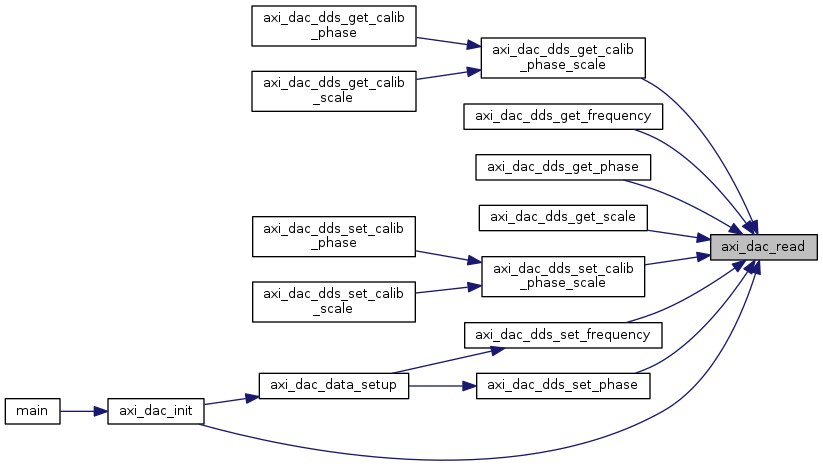 axi_dac_dds_get_calib
_phase
axi_dac_dds_get_calib
_phase_scale
axi_dac_dds_get_calib
_scale
axi_dac_dds_get_frequency
axi_dac_dds_get_phase
axi_dac_dds_get_scale
axi_dac_read
axi_dac_dds_set_calib
_phase
axi_dac_dds_set_calib
_phase_scale
axi_dac_dds_set_calib
_scale
axi_dac_dds_set_frequency
axi_dac_data_setup
axi_dac_dds_set_phase
main
axi_dac_init